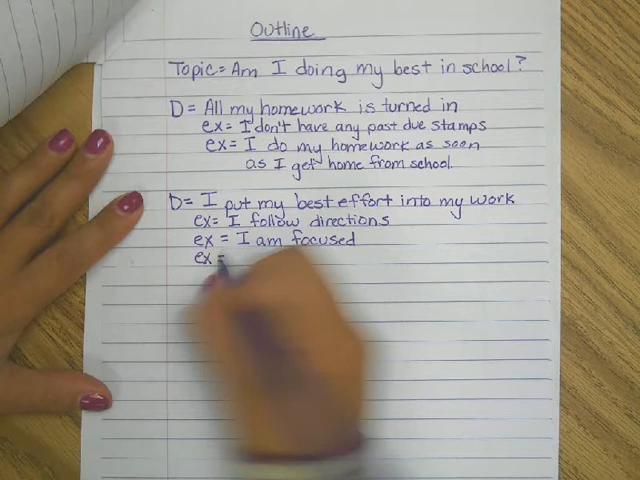 Outline
Topic = Am I doing my best in school?
D = All my homework is turned in
ex = I don't have any past due stamps
ex = I do my homework as soon
as I get home from school.
D = I put my best effort into my work
ex = I follow directions
ex = I am focused
ex =